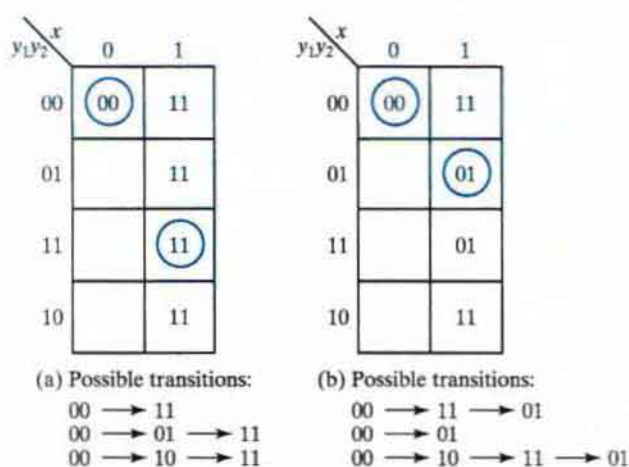 x
y1y2 0 1
00 00 11
01 11
11 11
10 11
(a) Possible transitions:
00 → 11
00 → 01 → 11
00 → 10 → 11
x
y1y2 0 1
00 00 11
01 01
11 01
10 11
(b) Possible transitions:
00 → 11 → 01
00 → 01
00 → 10 → 11 → 01